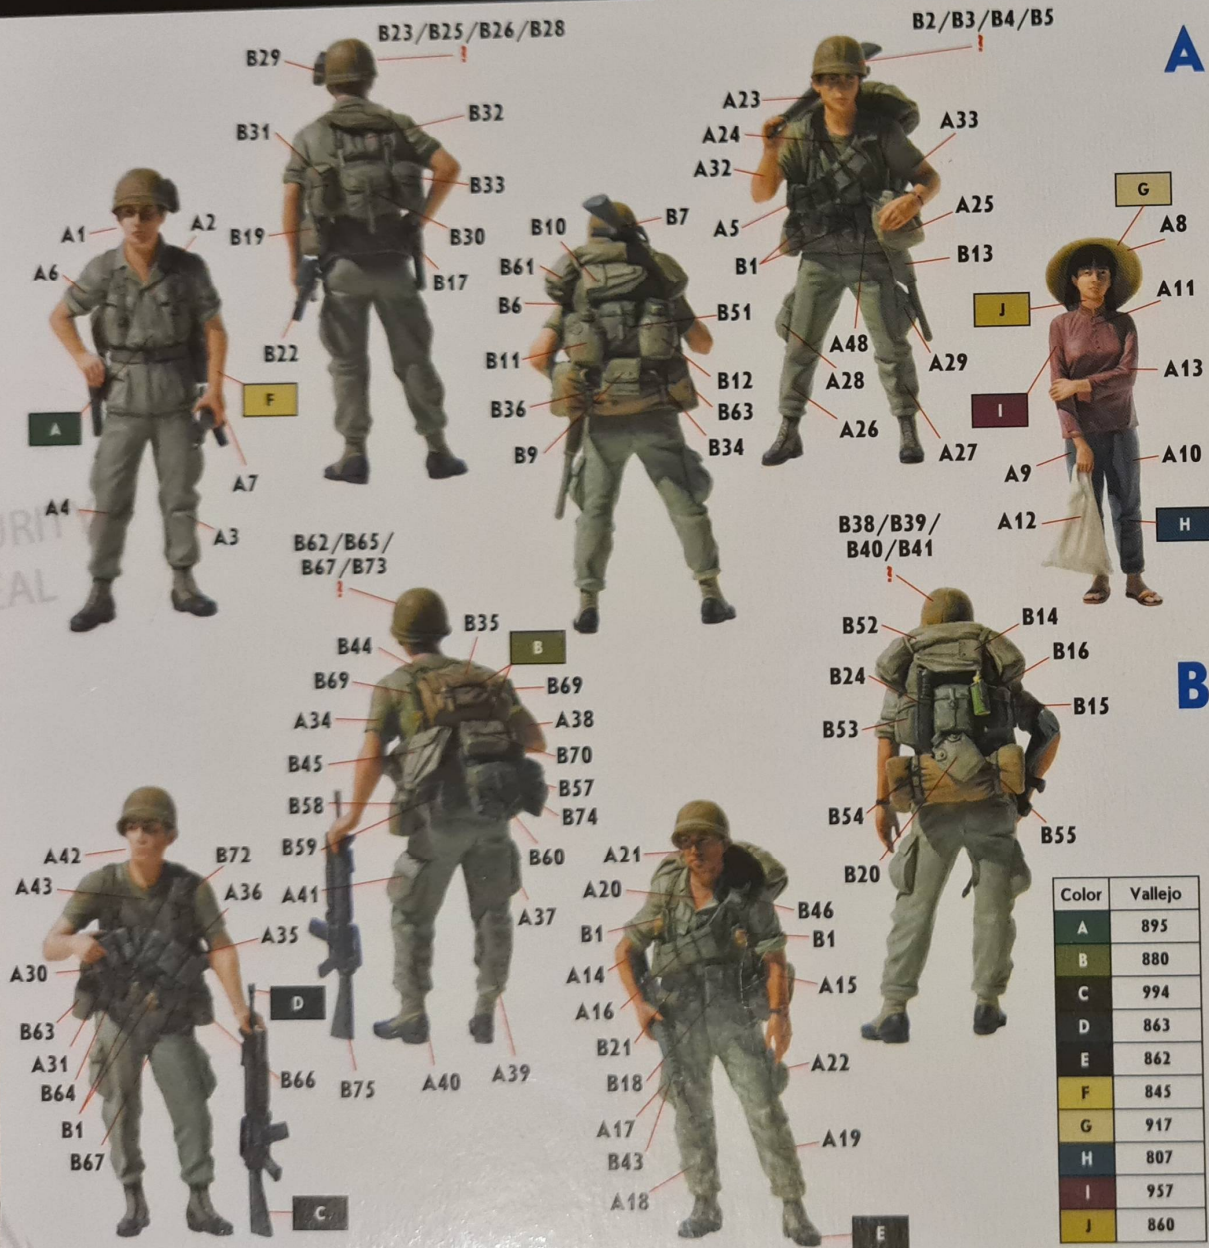 B23/B25/B26/B28
!
B29
B32
B31
B33
B19
B30
B17
B22
B2/B3/B4/B5
!
A
A23
A24
A33
A32
A5
A25
B1
B13
A48
A29
A28
A26
A27
G
A8
J
A11
A13
I
A9
A10
A12
H
A1
A2
A6
F
A
A7
A4
A3
B10
B7
B61
B6
B51
B11
B12
B36
B63
B9
B34
URITY
EAL
B62/B65/
B67/B73
!
B35
B44
B
B69
B69
A34
A38
B45
B70
B57
B58
B74
B59
B60
A41
A37
B75
A40
A39
B38/B39/
B40/B41
!
B52
B14
B16
B24
B15
B53
B54
B55
B20
B
A42
B72
A43
A36
A35
A30
D
B63
A31
B64
B66
B1
B67
C
A21
A20
B46
B1
B1
A14
A15
A16
B21
B18
A22
A17
A19
B43
A18
E
Color Vallejo
A 895
B 880
C 994
D 863
E 862
F 845
G 917
H 807
I 957
J 860